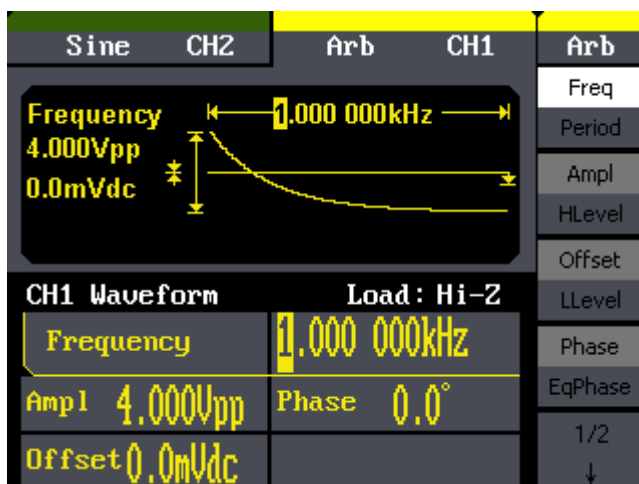 Sine CH2 Arb CH1 Arb
Frequency 1.000 000kHz
4.000Vpp
0.0mVdc
CH1 Waveform Load: Hi-Z
Frequency 1.000 000kHz
Ampl 4.000Vpp Phase 0.0°
Offset 0.0mVdc
Freq
Period
Ampl
HLevel
Offset
LLevel
Phase
EqPhase
1/2
↓